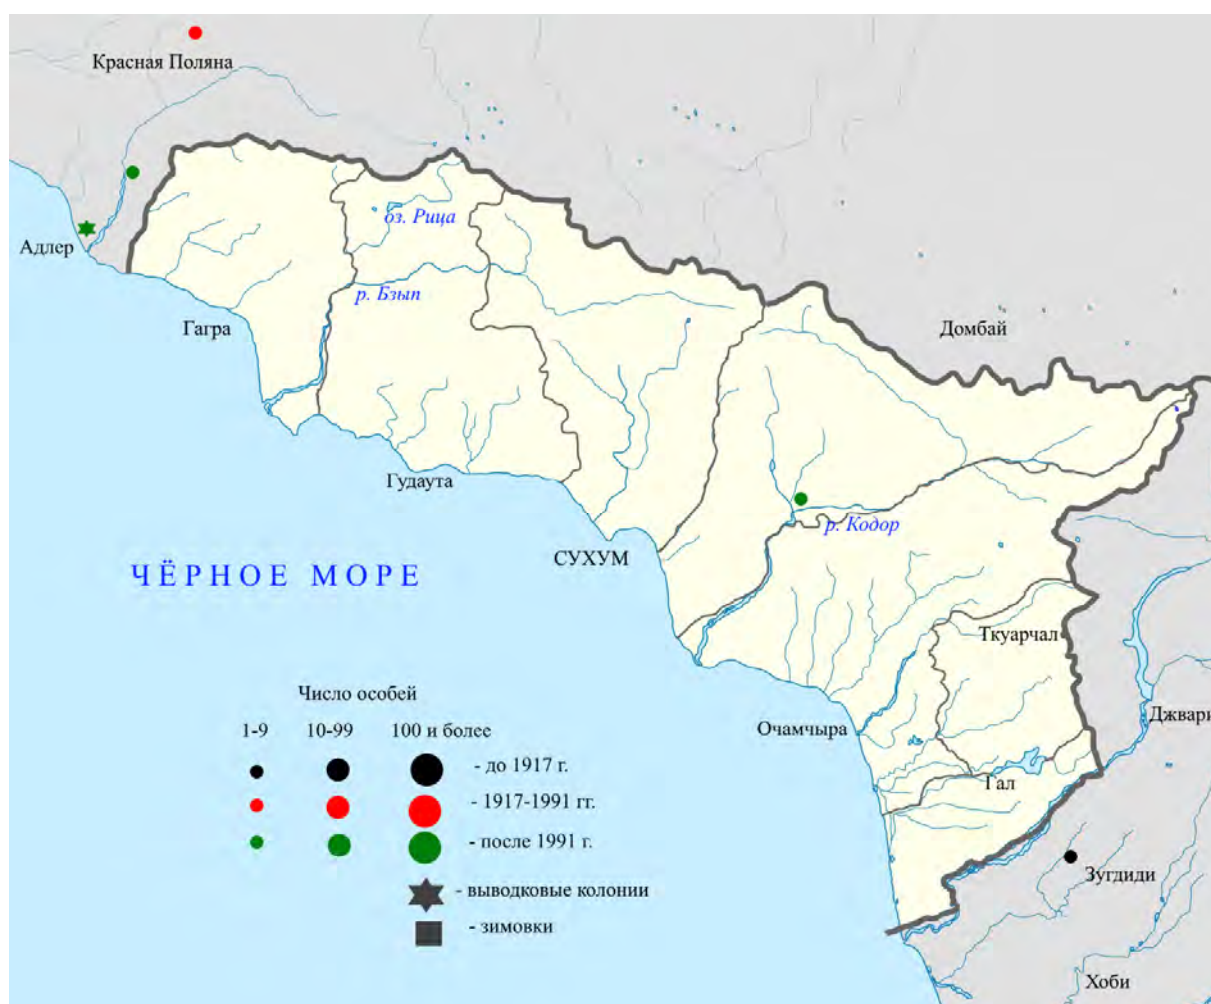 Красная Поляна
оз. Рица
Адлер
р. Бзып
Гагра
Домбай
Гудаута
р. Кодор
СУХУМ
ЧЁРНОЕ МОРЕ
Ткуарчал
Число особей
Джвари
1-9 10-99 100 и более
Очамчыра
- до 1917 г.
Гал
- 1917-1991 гг.
- после 1991 г.
Зугдиди
- выводковые колонии
- зимовки
Хоби